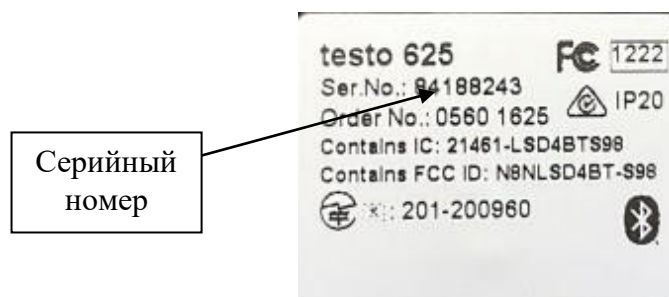 testo 625
FC 1222
Ser.No.: 84188243
Order No.: 0560 1625
IP20
Contains IC: 21461-LSD4BTS98
Contains FCC ID: N8NLSD4BT-S98
201-200960
Серийный
номер